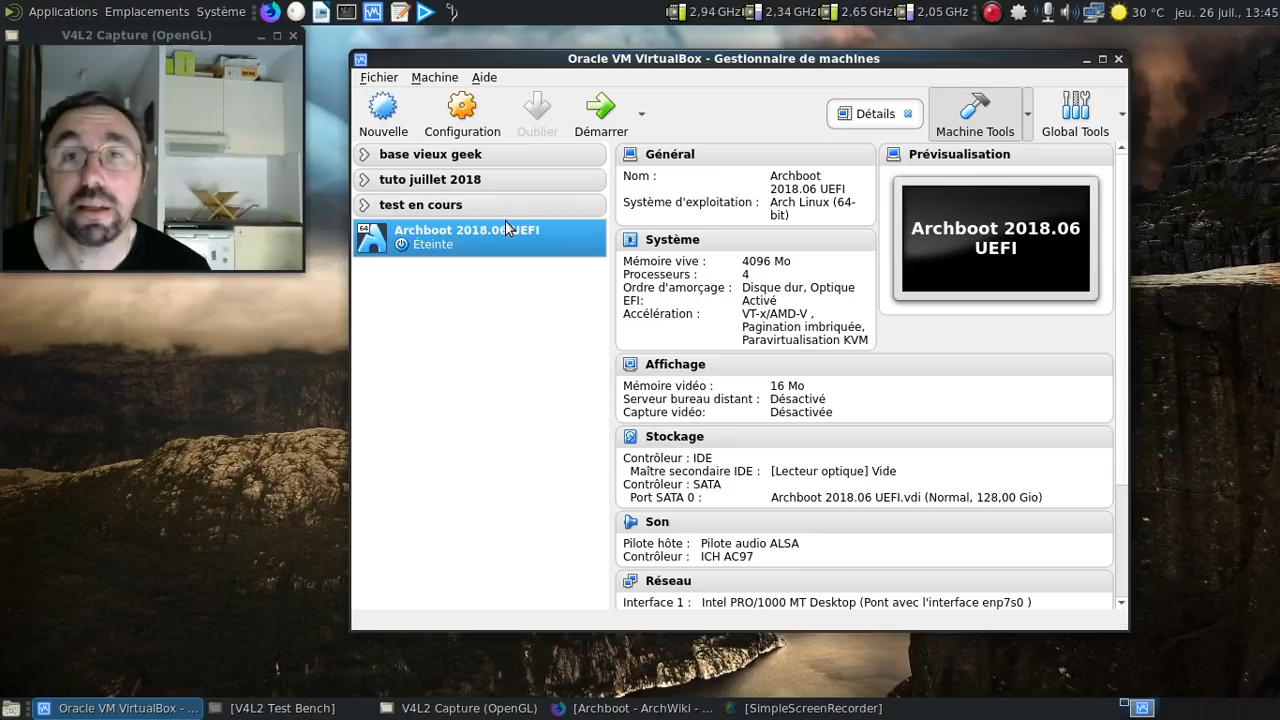 Applications Emplacements Système
2,94 GHz 2,34 GHz 2,65 GHz 2,05 GHz 30 °C jeu. 26 juil., 13:45
V4L2 Capture (OpenGL)
Oracle VM VirtualBox - Gestionnaire de machines
Fichier Machine Aide
Nouvelle Configuration Oublier Démarrer
Détails
Machine Tools
Global Tools
base vieux geek
tuto juillet 2018
test en cours
64
Archboot 2018.06 UEFI
Éteinte
Général
Nom : Archboot 2018.06 UEFI
Système d'exploitation : Arch Linux (64-
bit)
Prévisualisation
Archboot 2018.06
UEFI
Système
Mémoire vive : 4096 Mo
Processeurs : 4
Ordre d'amorçage : Disque dur, Optique
EFI: Activé
Accélération : VT-x/AMD-V ,
Pagination imbriquée,
Paravirtualisation KVM
Affichage
Mémoire vidéo : 16 Mo
Serveur bureau distant : Désactivé
Capture vidéo: Désactivée
Stockage
Contrôleur : IDE
Maître secondaire IDE : [Lecteur optique] Vide
Contrôleur : SATA
Port SATA 0 : Archboot 2018.06 UEFI.vdi (Normal, 128,00 Gio)
Son
Pilote hôte : Pilote audio ALSA
Contrôleur : ICH AC97
Réseau
Interface 1 : Intel PRO/1000 MT Desktop (Pont avec l'interface enp7s0 )
Oracle VM VirtualBox - ... [V4L2 Test Bench] V4L2 Capture (OpenGL) [Archboot - ArchWiki - ... [SimpleScreenRecorder]